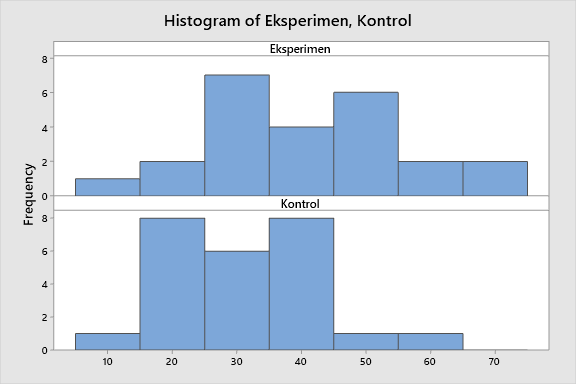 Histogram of Eksperimen, Kontrol
Eksperimen
8
6
4
2
0
Frequency
Kontrol
8
6
4
2
0
10 20 30 40 50 60 70